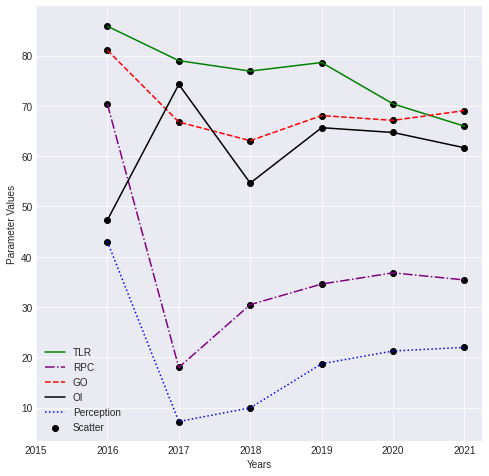 Parameter Values
80
70
60
50
40
30
20
10
TLR
RPC
GO
OI
Perception
Scatter
2015 2016 2017 2018 2019 2020 2021
Years